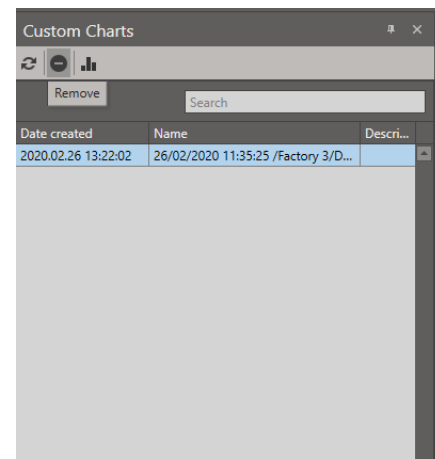 Custom Charts
Remove
Search
Date created Name Descri...
2020.02.26 13:22:02 26/02/2020 11:35:25 /Factory 3/D...